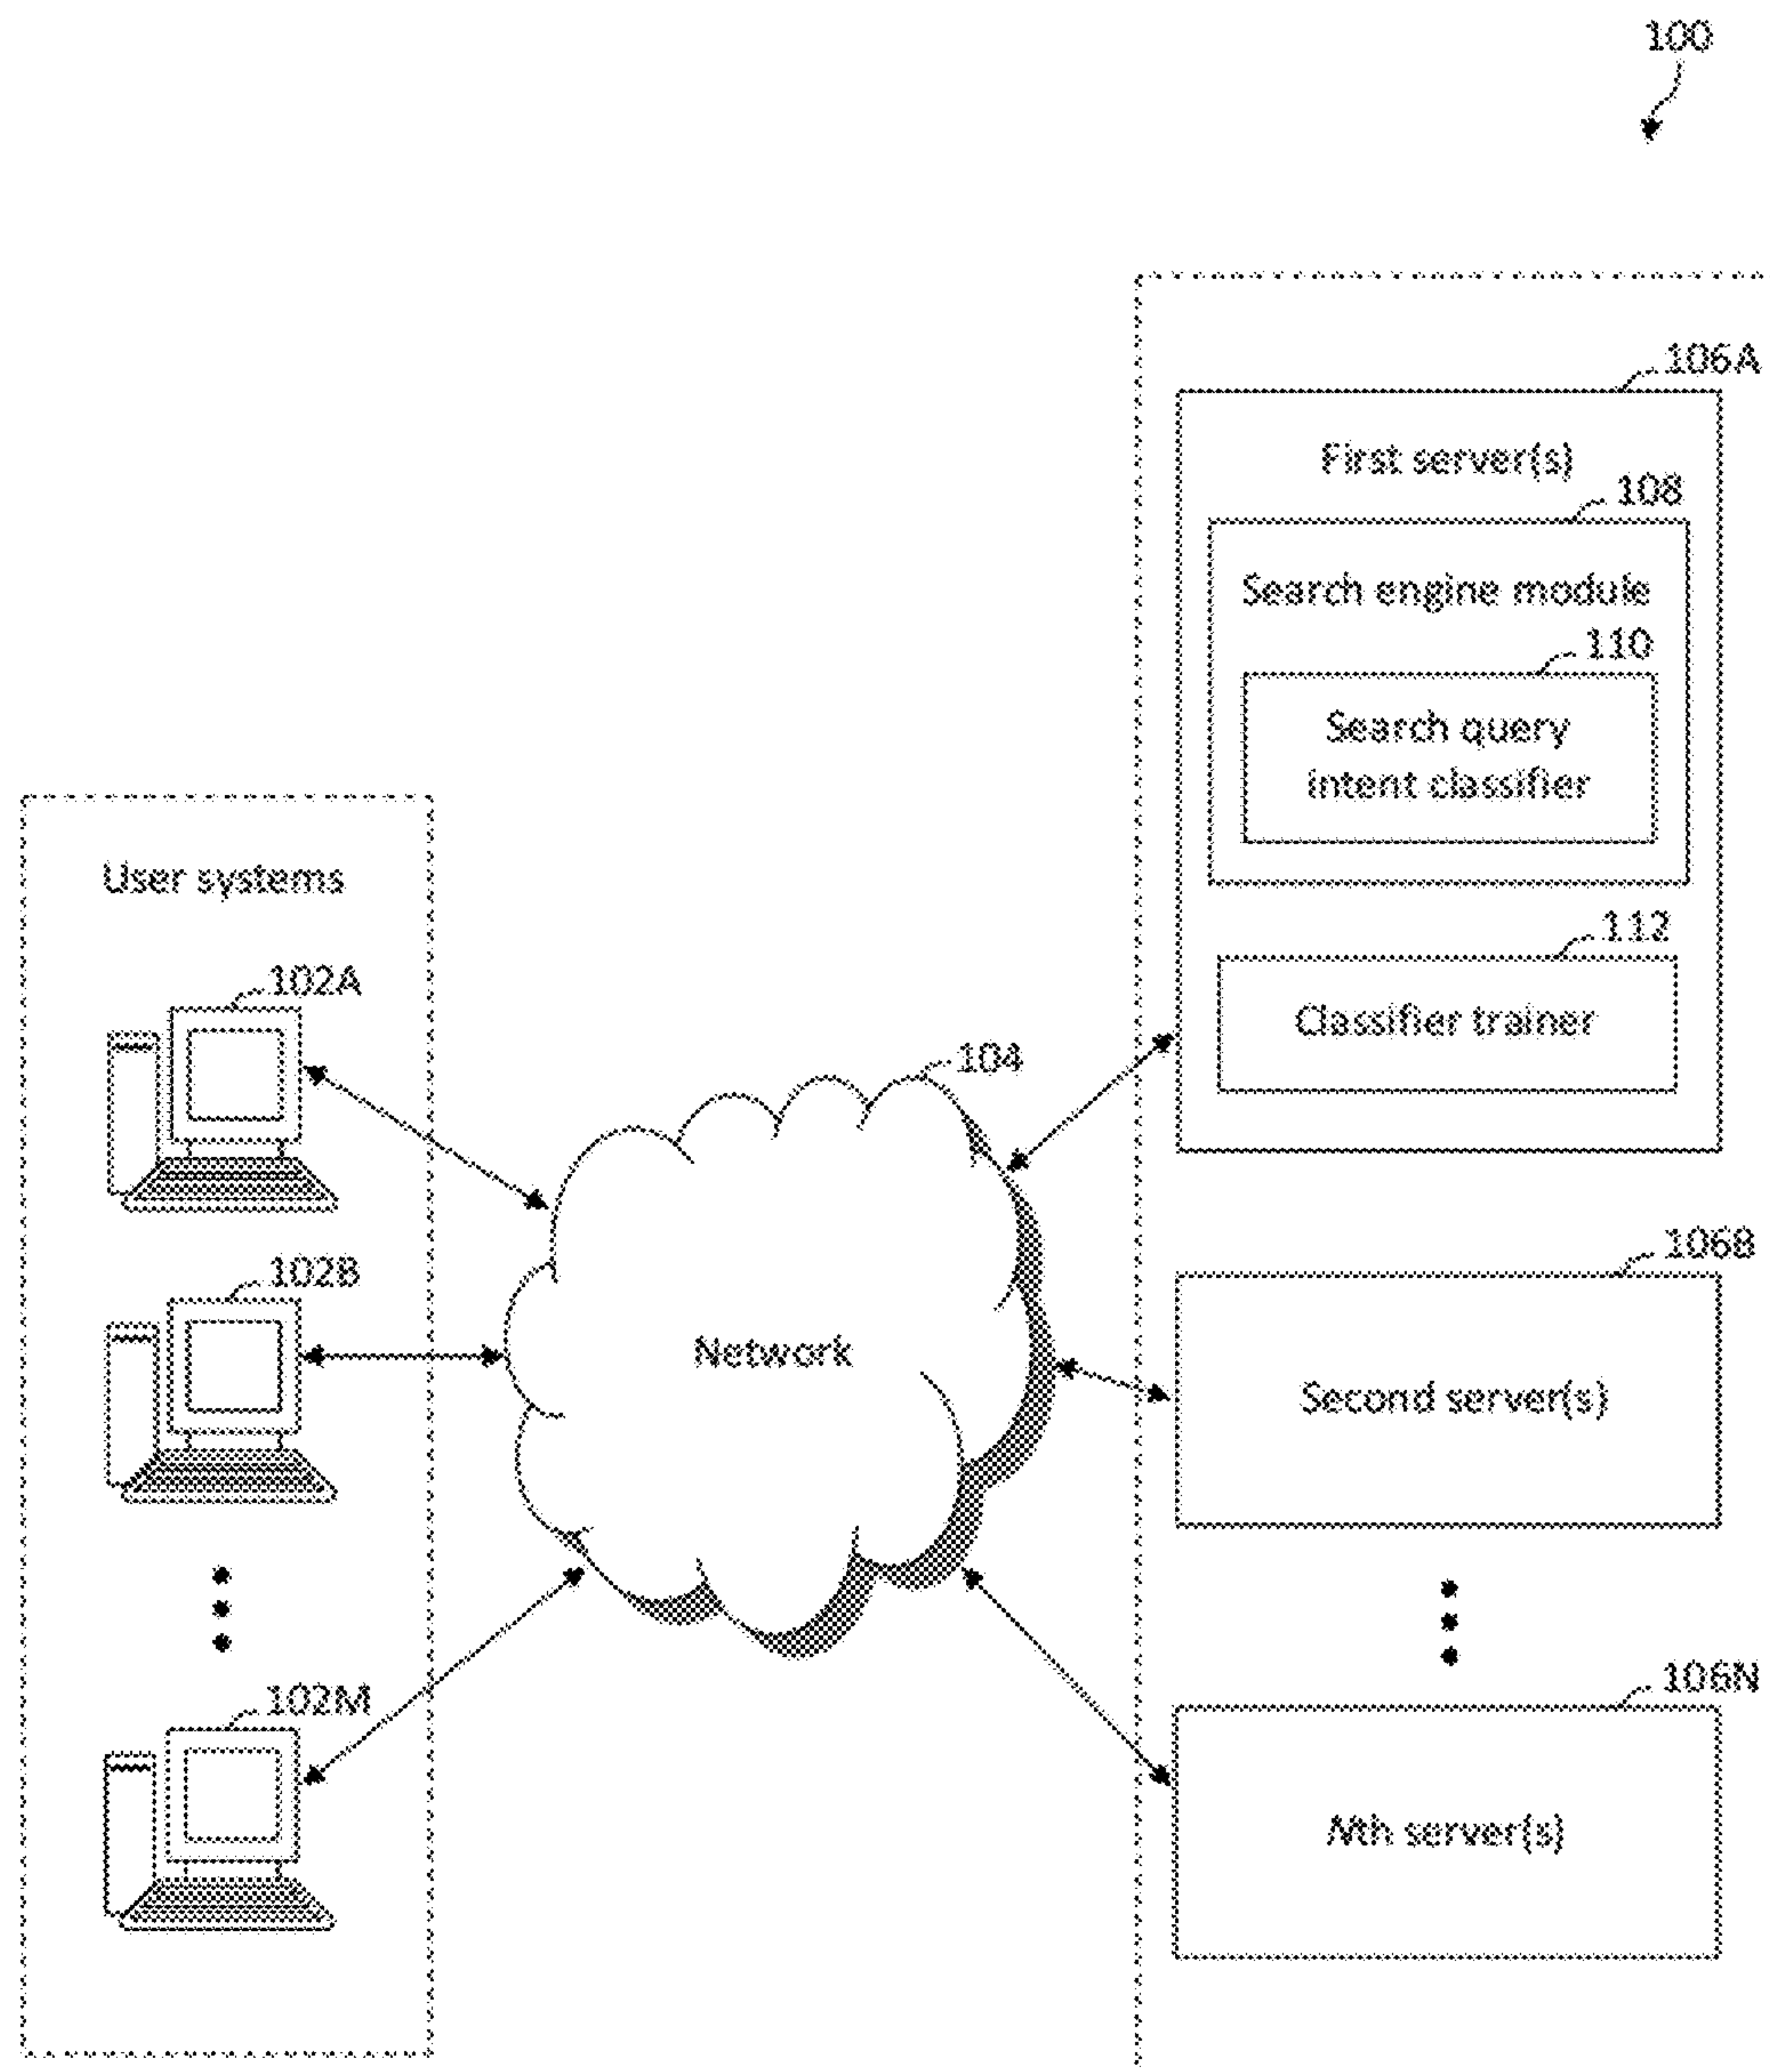 100
106A
First server(s)
108
Search engine module
110
Search query
intent classifier
User systems
112
102A
Classifier trainer
104
106B
102B
Network
Second server(s)
106N
102M
Nth server(s)